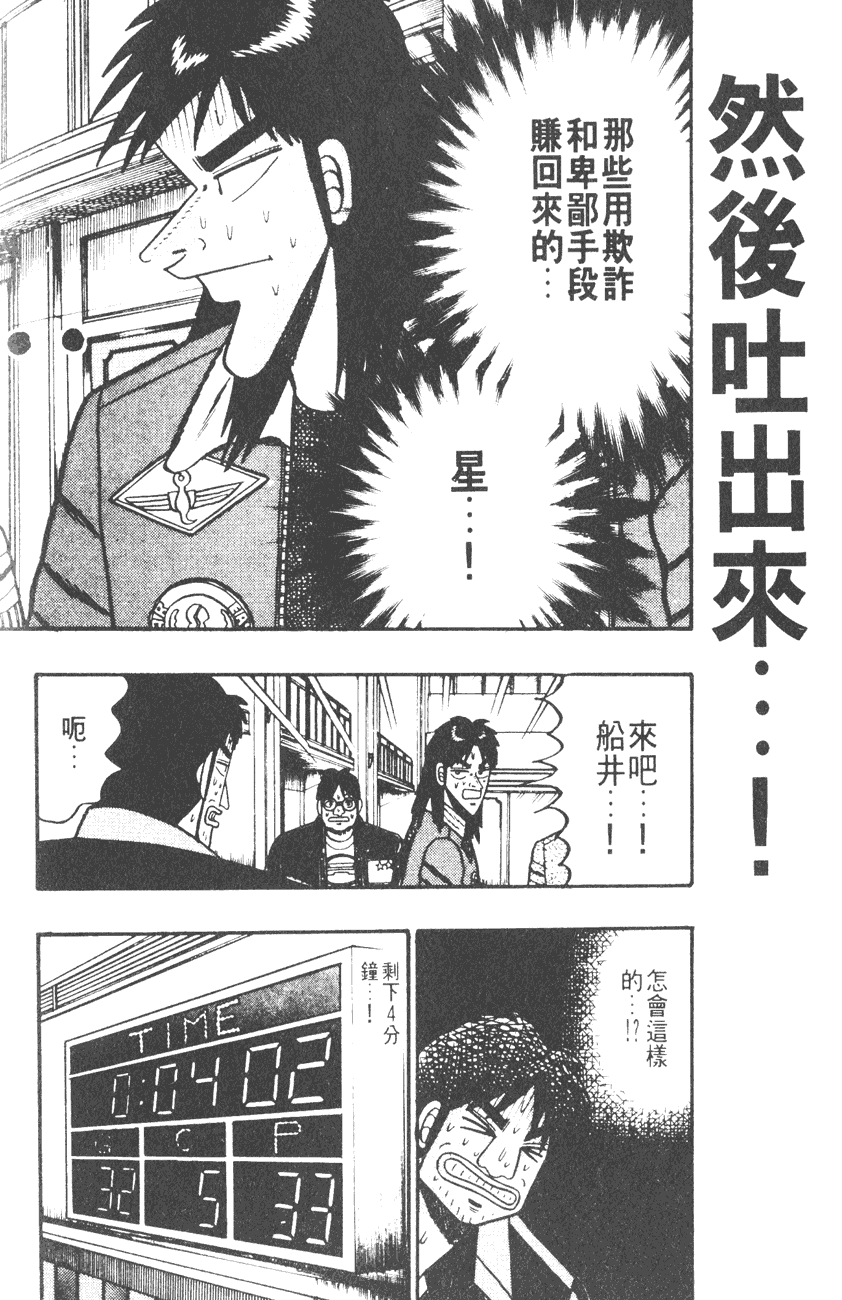 然後吐出來…！
那些用欺詐
和卑鄙手段
賺回來的…
星…！
來吧…！
船井…！
呃…
怎會這樣
的…!?
剩下4分
鐘…！
TIME
0:04 02
G C P
32 5 33